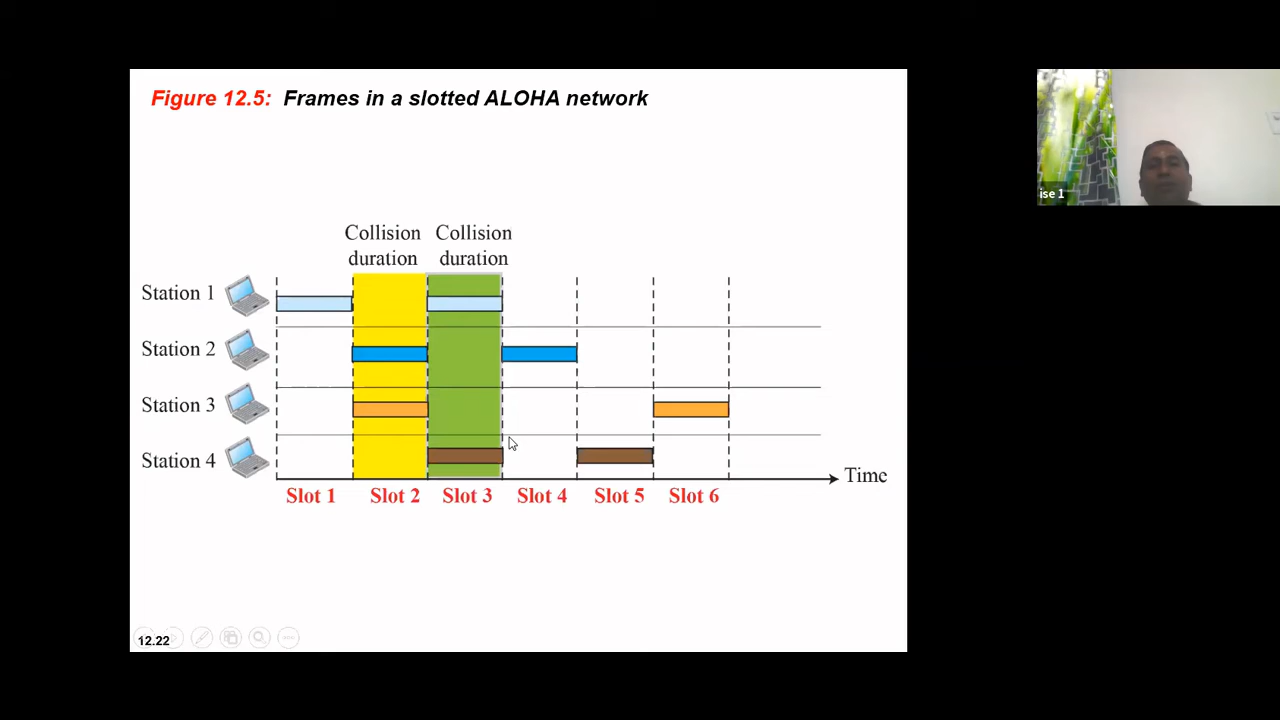 Figure 12.5: Frames in a slotted ALOHA network
ise 1
Collision duration
Collision duration
Station 1
Station 2
Station 3
Station 4
Time
Slot 1
Slot 2
Slot 3
Slot 4
Slot 5
Slot 6
12.22